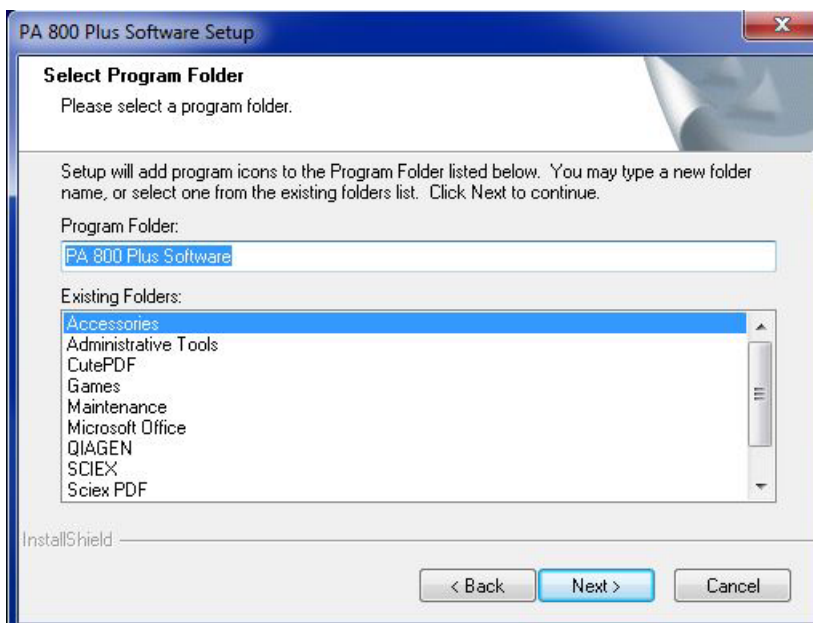 PA 800 Plus Software Setup
Select Program Folder
Please select a program folder.
Setup will add program icons to the Program Folder listed below.  You may type a new folder
name, or select one from the existing folders list.  Click Next to continue.
Program Folder:
PA 800 Plus Software
Existing Folders:
Accessories
Administrative Tools
CutePDF
Games
Maintenance
Microsoft Office
QIAGEN
SCIEX
Sciex PDF
InstallShield
< Back
Next >
Cancel